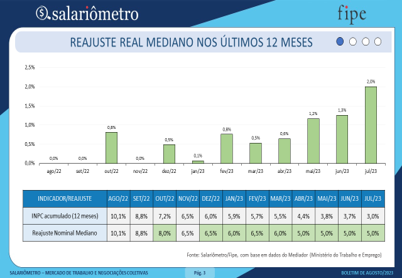 salariômetro
fipe
REAJUSTE REAL MEDIANO NOS ÚLTIMOS 12 MESES
2,5%
2,0%
1,5%
1,0%
0,5%
0,0%
0,0% 0,0% 0,8% 0,0% 0,5% 0,1% 0,8% 0,5% 0,6% 1,2% 1,3% 2,0%
ago/22 set/22 out/22 nov/22 dez/22 jan/23 fev/23 mar/23 abr/23 mai/23 jun/23 jul/23
INDICADOR/REAJUSTE AGO/22 SET/22 OUT/22 NOV/22 DEZ/22 JAN/23 FEV/23 MAR/23 ABR/23 MAI/23 JUN/23 JUL/23
INPC acumulado (12 meses) 10,1% 8,8% 7,2% 6,5% 6,0% 5,9% 5,7% 5,5% 4,4% 3,8% 3,7% 3,0%
Reajuste Nominal Mediano 10,1% 8,8% 8,0% 6,5% 6,5% 6,0% 6,5% 6,0% 5,0% 5,0% 5,0% 5,0%
Fonte: Salariômetro/Fipe, com base em dados do Mediador (Ministério do Trabalho e Emprego)
SALARIÔMETRO – MERCADO DE TRABALHO E NEGOCIAÇÕES COLETIVAS
Pág. 3
BOLETIM DE AGOSTO/2023